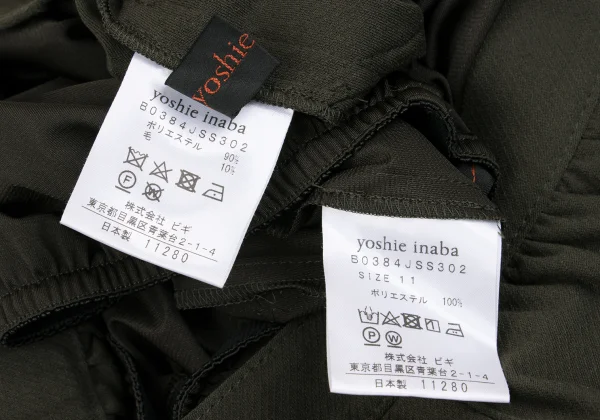 yoshie
yoshie inaba
B0384JSS302
ポリエステル 90%
毛 10%
F W
株式会社 ビギ
東京都目黒区青葉台2-1-4
日本製 11280
yoshie inaba
B0384JSS302
SIZE 11
ポリエステル 100%
P W
株式会社 ビギ
東京都目黒区青葉台2-1-4
日本製 11280